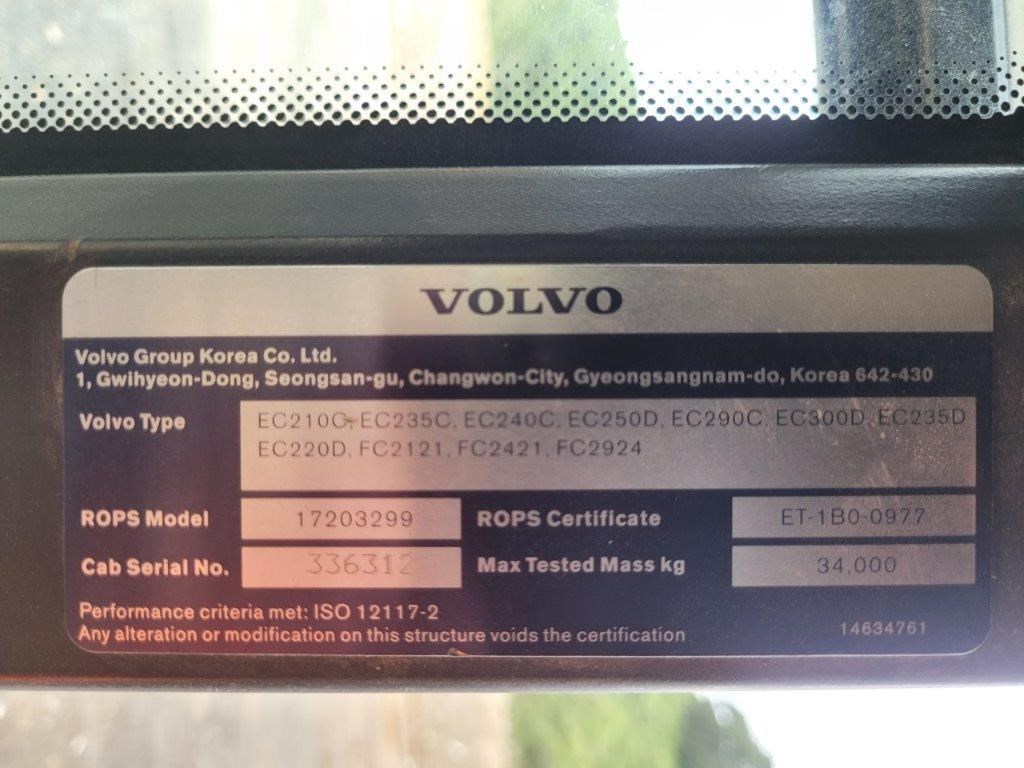 VOLVO
Volvo Group Korea Co. Ltd.
1, Gwihyeon-Dong, Seongsan-gu, Changwon-City, Gyeongsangnam-do, Korea 642-430
Volvo Type EC210C, EC235C, EC240C, EC250D, EC290C, EC300D, EC235D
EC220D, FC2121, FC2421, FC2924
ROPS Model 17203299 ROPS Certificate ET-1B0-0977
Cab Serial No. 336312 Max Tested Mass kg 34,000
Performance criteria met: ISO 12117-2
Any alteration or modification on this structure voids the certification 14634761